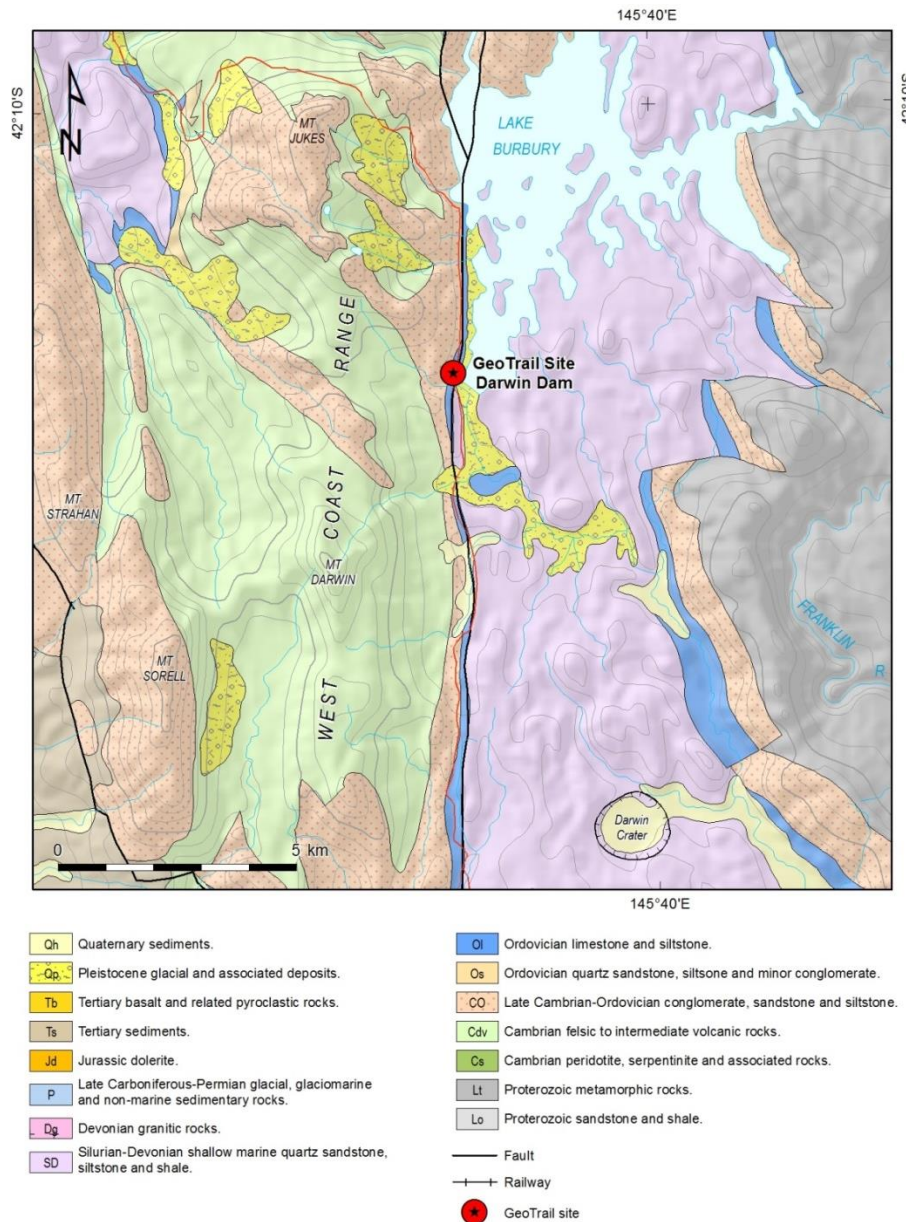 145°40'E
42°10'S
42°10'S
N
MT
JUKES
LAKE
BURBURY
RANGE
GeoTrail Site
Darwin Dam
COAST
MT
STRAHAN
MT
DARWIN
FRANKLIN
R
MT
SORELL
WEST
Darwin
Crater
0
5 km
145°40'E
Qh Quaternary sediments.
Qp Pleistocene glacial and associated deposits.
Tb Tertiary basalt and related pyroclastic rocks.
Ts Tertiary sediments.
Jd Jurassic dolerite.
P Late Carboniferous-Permian glacial, glaciomarine
and non-marine sedimentary rocks.
Dg Devonian granitic rocks.
SD Silurian-Devonian shallow marine quartz sandstone,
siltstone and shale.
Ol Ordovician limestone and siltstone.
Os Ordovician quartz sandstone, siltsone and minor conglomerate.
CO Late Cambrian-Ordovician conglomerate, sandstone and siltstone.
Cdv Cambrian felsic to intermediate volcanic rocks.
Cs Cambrian peridotite, serpentinite and associated rocks.
Lt Proterozoic metamorphic rocks.
Lo Proterozoic sandstone and shale.
Fault
Railway
GeoTrail site